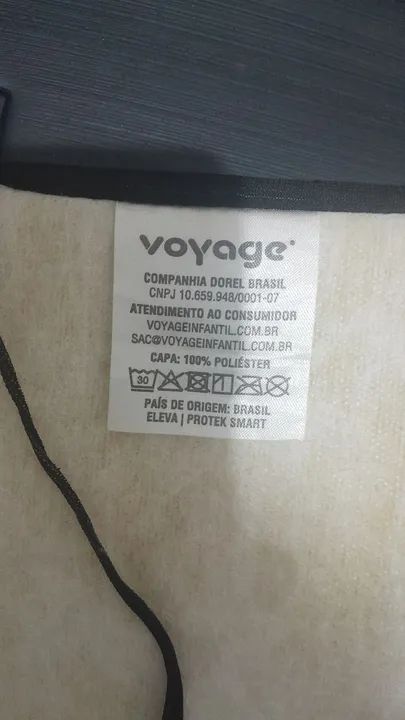 voyage
COMPANHIA DOREL BRASIL
CNPJ 10.659.948/0001-07
ATENDIMENTO AO CONSUMIDOR
VOYAGEINFANTIL.COM.BR
SAC@VOYAGEINFANTIL.COM.BR
CAPA: 100% POLIÉSTER
30
PAÍS DE ORIGEM: BRASIL
ELEVA | PROTEK SMART